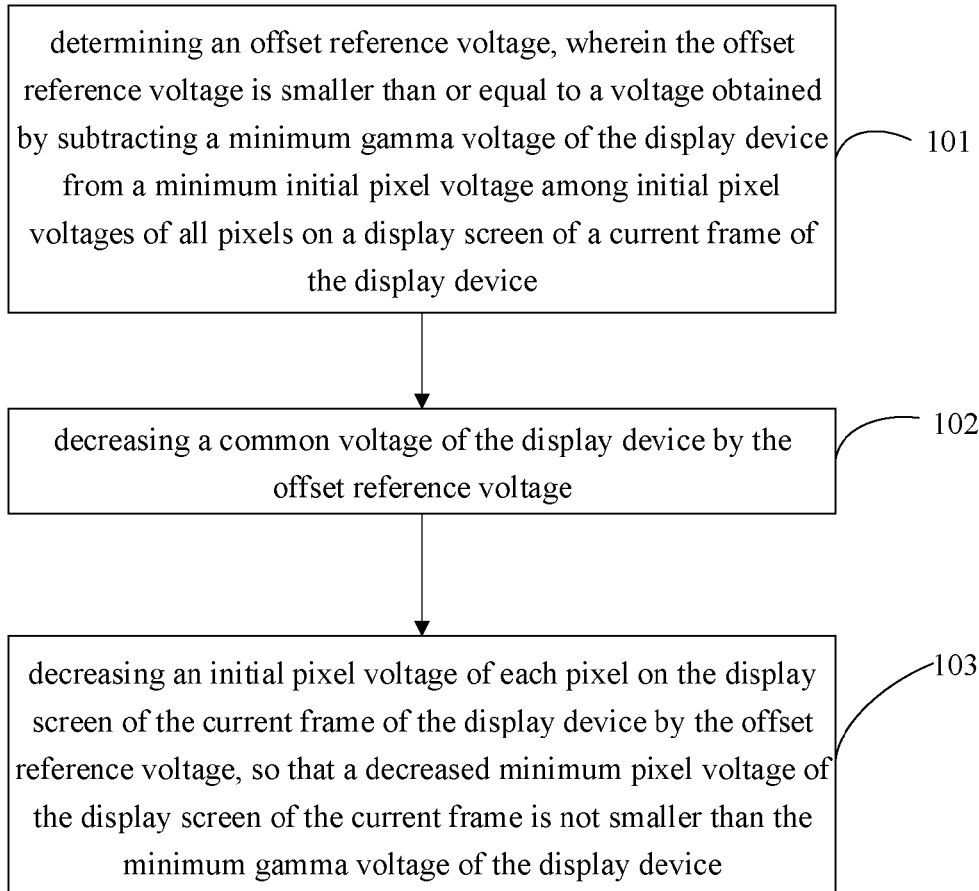 determining an offset reference voltage, wherein the offset
reference voltage is smaller than or equal to a voltage obtained
by subtracting a minimum gamma voltage of the display device
from a minimum initial pixel voltage among initial pixel
voltages of all pixels on a display screen of a current frame of
the display device
101
decreasing a common voltage of the display device by the
offset reference voltage
102
decreasing an initial pixel voltage of each pixel on the display
screen of the current frame of the display device by the offset
reference voltage, so that a decreased minimum pixel voltage of
the display screen of the current frame is not smaller than the
minimum gamma voltage of the display device
103